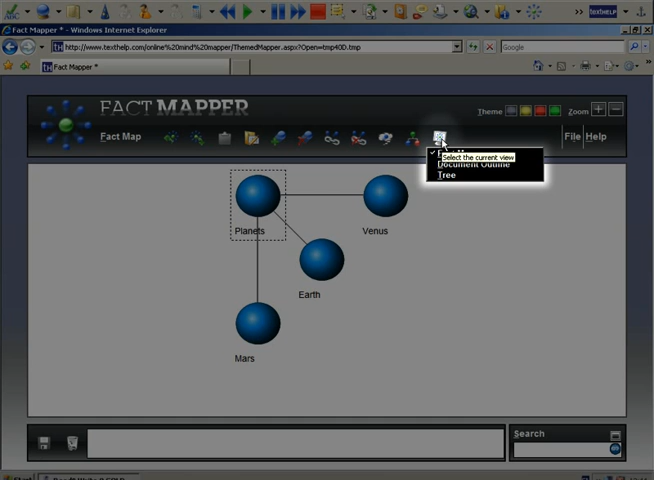 texthelp
Fact Mapper * - Windows Internet Explorer
http://www.texthelp.com/online%20mind%20mapper/ThemedMapper.aspx?Open=tmp40D.tmp
Google
Fact Mapper *
FACT MAPPER
Theme
Zoom
Fact Map
File
Help
Select the current view
Document Outline
Tree
Planets
Venus
Earth
Mars
Search